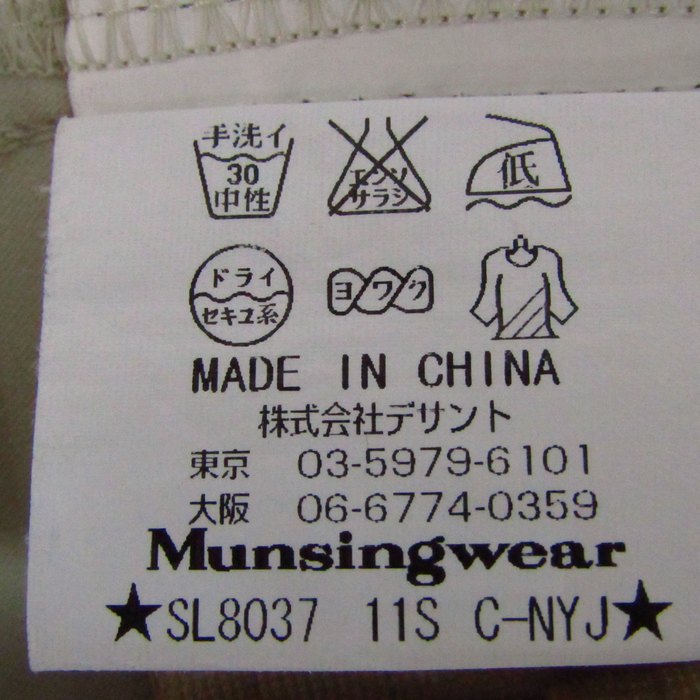 手洗イ
30
中性
エンソ
サラシ
低
ドライ
セキユ系
ヨワク
MADE IN CHINA
株式会社デサント
東京 03-5979-6101
大阪 06-6774-0359
Munsingwear
★SL8037 11S C-NYJ★